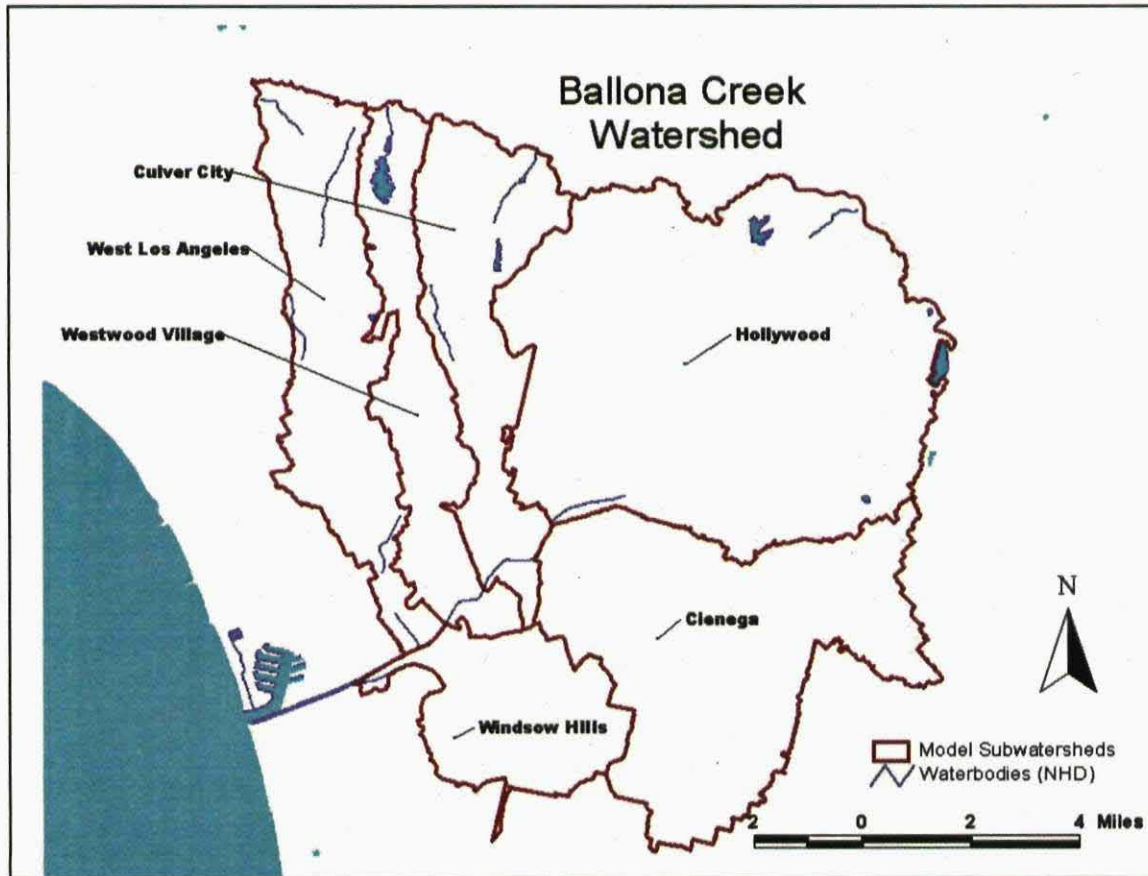 Ballona Creek
Watershed
Culver City
West Los Angeles
Westwood Village
Hollywood
Cienega
Windsow Hills
N
Model Subwatersheds
Waterbodies (NHD)
2 0 2 4 Miles